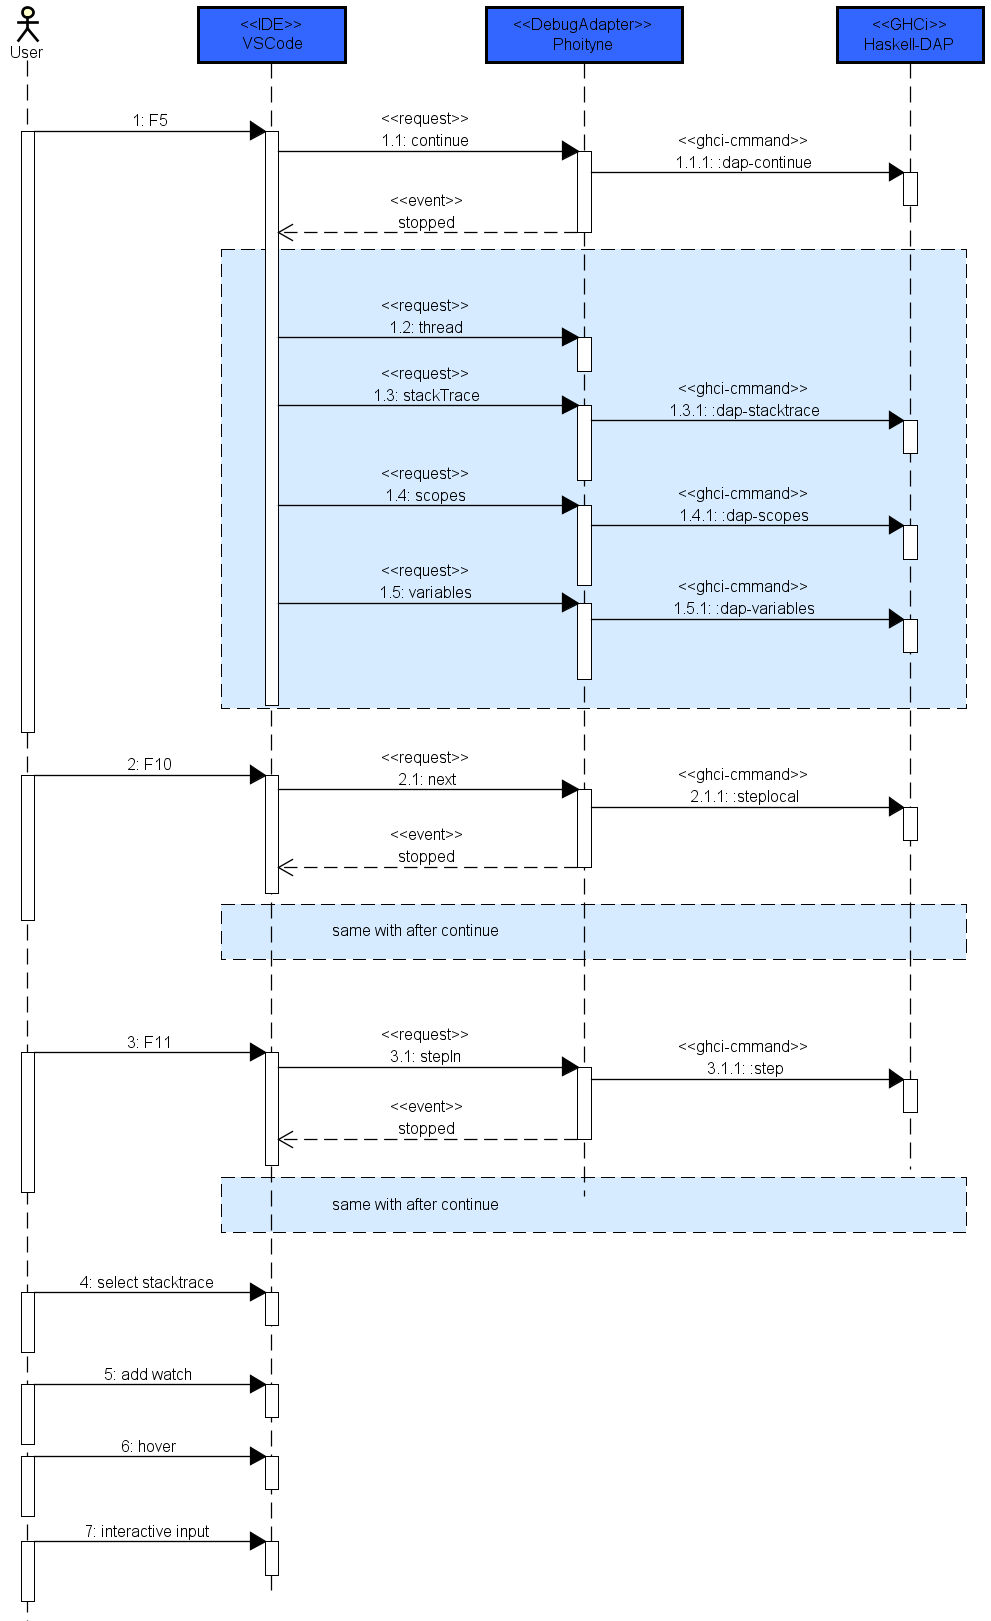 User
<<IDE>>
VSCode
<<DebugAdapter>>
Phoityne
<<GHCi>>
Haskell-DAP
1: F5
<<request>>
1.1: continue
<<ghci-cmmand>>
1.1.1: :dap-continue
<<event>>
stopped
<<request>>
1.2: thread
<<request>>
1.3: stackTrace
<<ghci-cmmand>>
1.3.1: :dap-stacktrace
<<request>>
1.4: scopes
<<ghci-cmmand>>
1.4.1: :dap-scopes
<<request>>
1.5: variables
<<ghci-cmmand>>
1.5.1: :dap-variables
2: F10
<<request>>
2.1: next
<<ghci-cmmand>>
2.1.1: :steplocal
<<event>>
stopped
same with after continue
3: F11
<<request>>
3.1: stepIn
<<ghci-cmmand>>
3.1.1: :step
<<event>>
stopped
same with after continue
4: select stacktrace
5: add watch
6: hover
7: interactive input